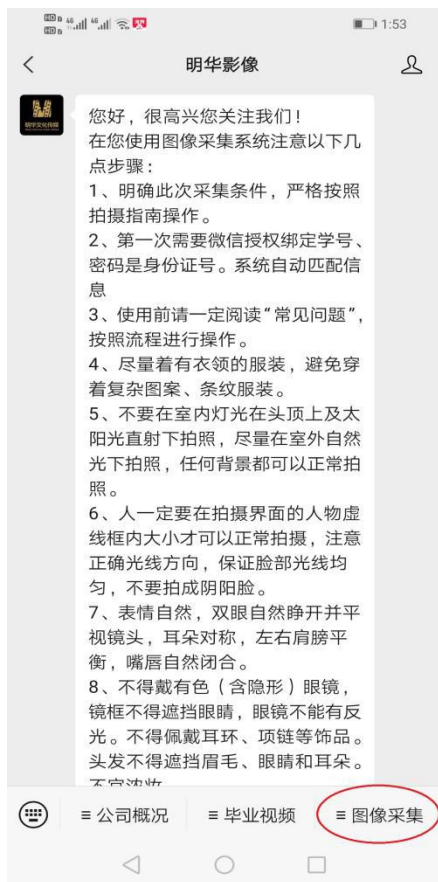 1:53
明华影像
您好，很高兴您关注我们！
在您使用图像采集系统注意以下几
点步骤：
1、明确此次采集条件，严格按照
拍摄指南操作。
2、第一次需要微信授权绑定学号、
密码是身份证号。系统自动匹配信
息
3、使用前请一定阅读“常见问题”，
按照流程进行操作。
4、尽量着有衣领的服装，避免穿
着复杂图案、条纹服装。
5、不要在室内灯光在头顶上及太
阳光直射下拍照，尽量在室外自然
光下拍照，任何背景都可以正常拍
照。
6、人一定要在拍摄界面的人物虚
线框内大小才可以正常拍摄，注意
正确光线方向，保证脸部光线均
匀，不要拍成阴阳脸。
7、表情自然，双眼自然睁开并平
视镜头，耳朵对称，左右肩膀平
衡，嘴唇自然闭合。
8、不得戴有色（含隐形）眼镜，
镜框不得遮挡眼睛，眼镜不能有反
光。不得佩戴耳环、项链等饰品。
头发不得遮挡眉毛、眼睛和耳朵。
不宜浓妆
公司概况
毕业视频
图像采集